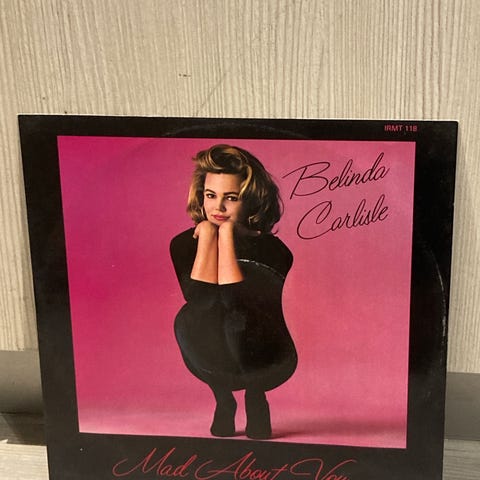 IRMT 118
Belinda
Carlisle
Mad About You